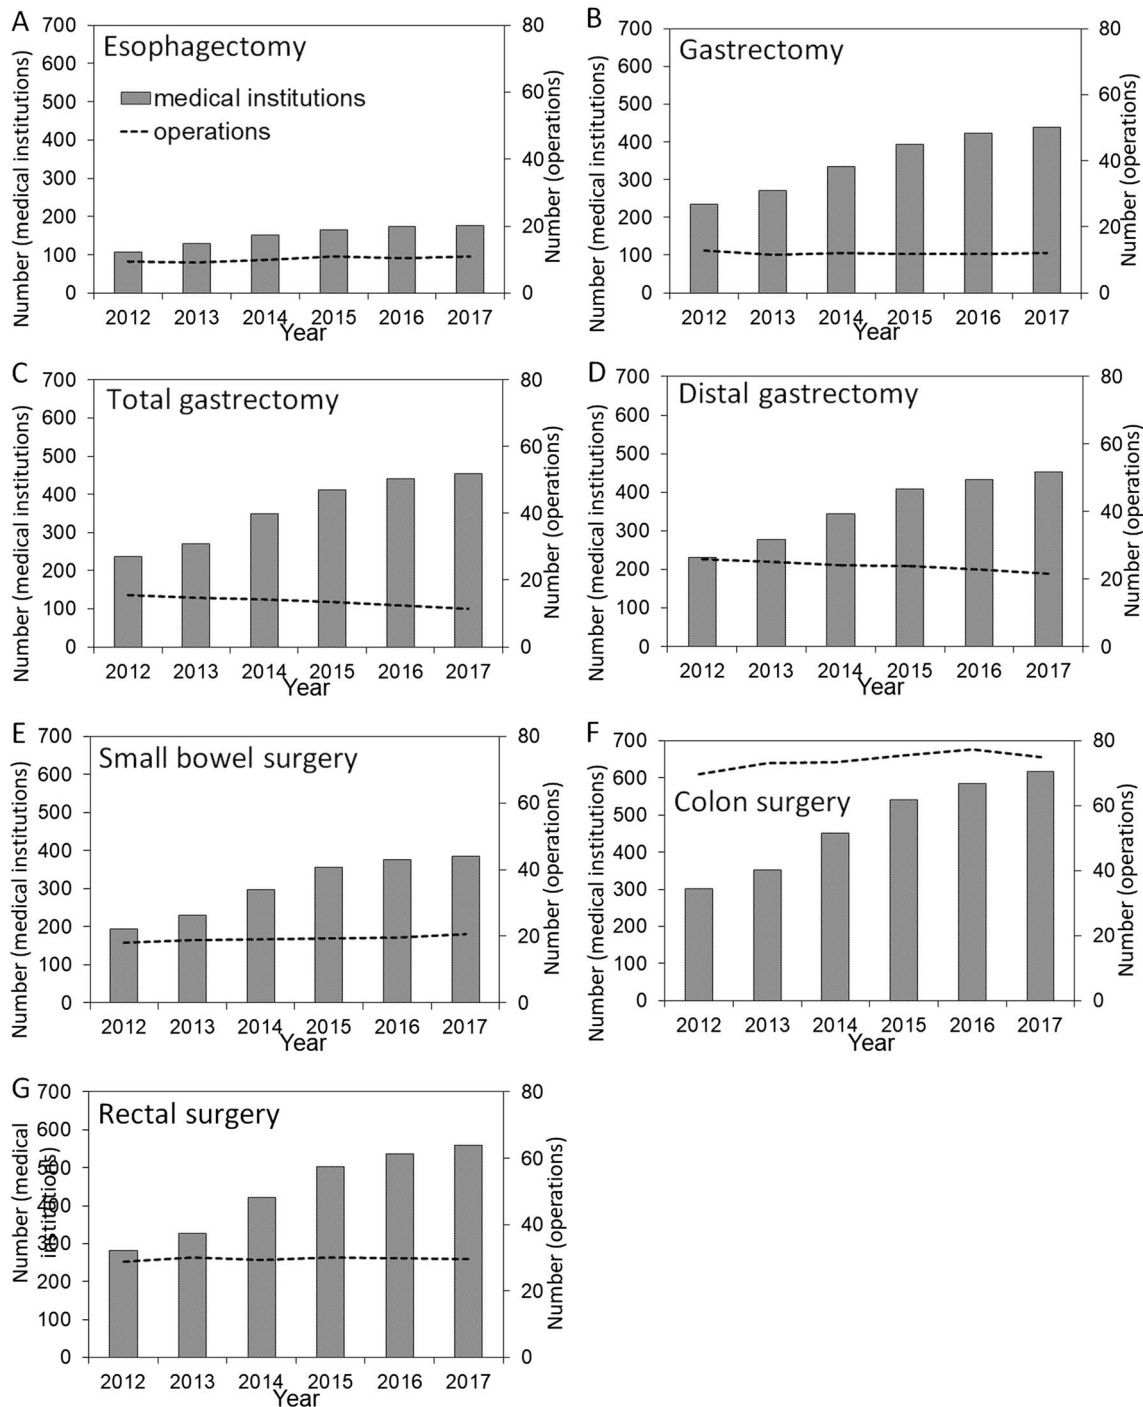 A
Esophagectomy
medical institutions
operations
Number (medical institutions)
700
600
500
400
300
200
100
0
80
60
40
20
0
Number (operations)
2012 2013 2014 2015 2016 2017
Year
B
Gastrectomy
Number (medical institutions)
700
600
500
400
300
200
100
0
80
60
40
20
0
Number (operations)
2012 2013 2014 2015 2016 2017
Year
C
Total gastrectomy
Number (medical institutions)
700
600
500
400
300
200
100
0
80
60
40
20
0
Number (operations)
2012 2013 2014 2015 2016 2017
Year
D
Distal gastrectomy
Number (medical institutions)
700
600
500
400
300
200
100
0
80
60
40
20
0
Number (operations)
2012 2013 2014 2015 2016 2017
Year
E
Small bowel surgery
Number (medical institutions)
700
600
500
400
300
200
100
0
80
60
40
20
0
Number (operations)
2012 2013 2014 2015 2016 2017
Year
F
Colon surgery
Number (medical institutions)
700
600
500
400
300
200
100
0
80
60
40
20
0
Number (operations)
2012 2013 2014 2015 2016 2017
Year
G
Rectal surgery
Number (medical
institutions)
700
600
500
400
300
200
100
0
80
60
40
20
0
Number (operations)
2012 2013 2014 2015 2016 2017
Year